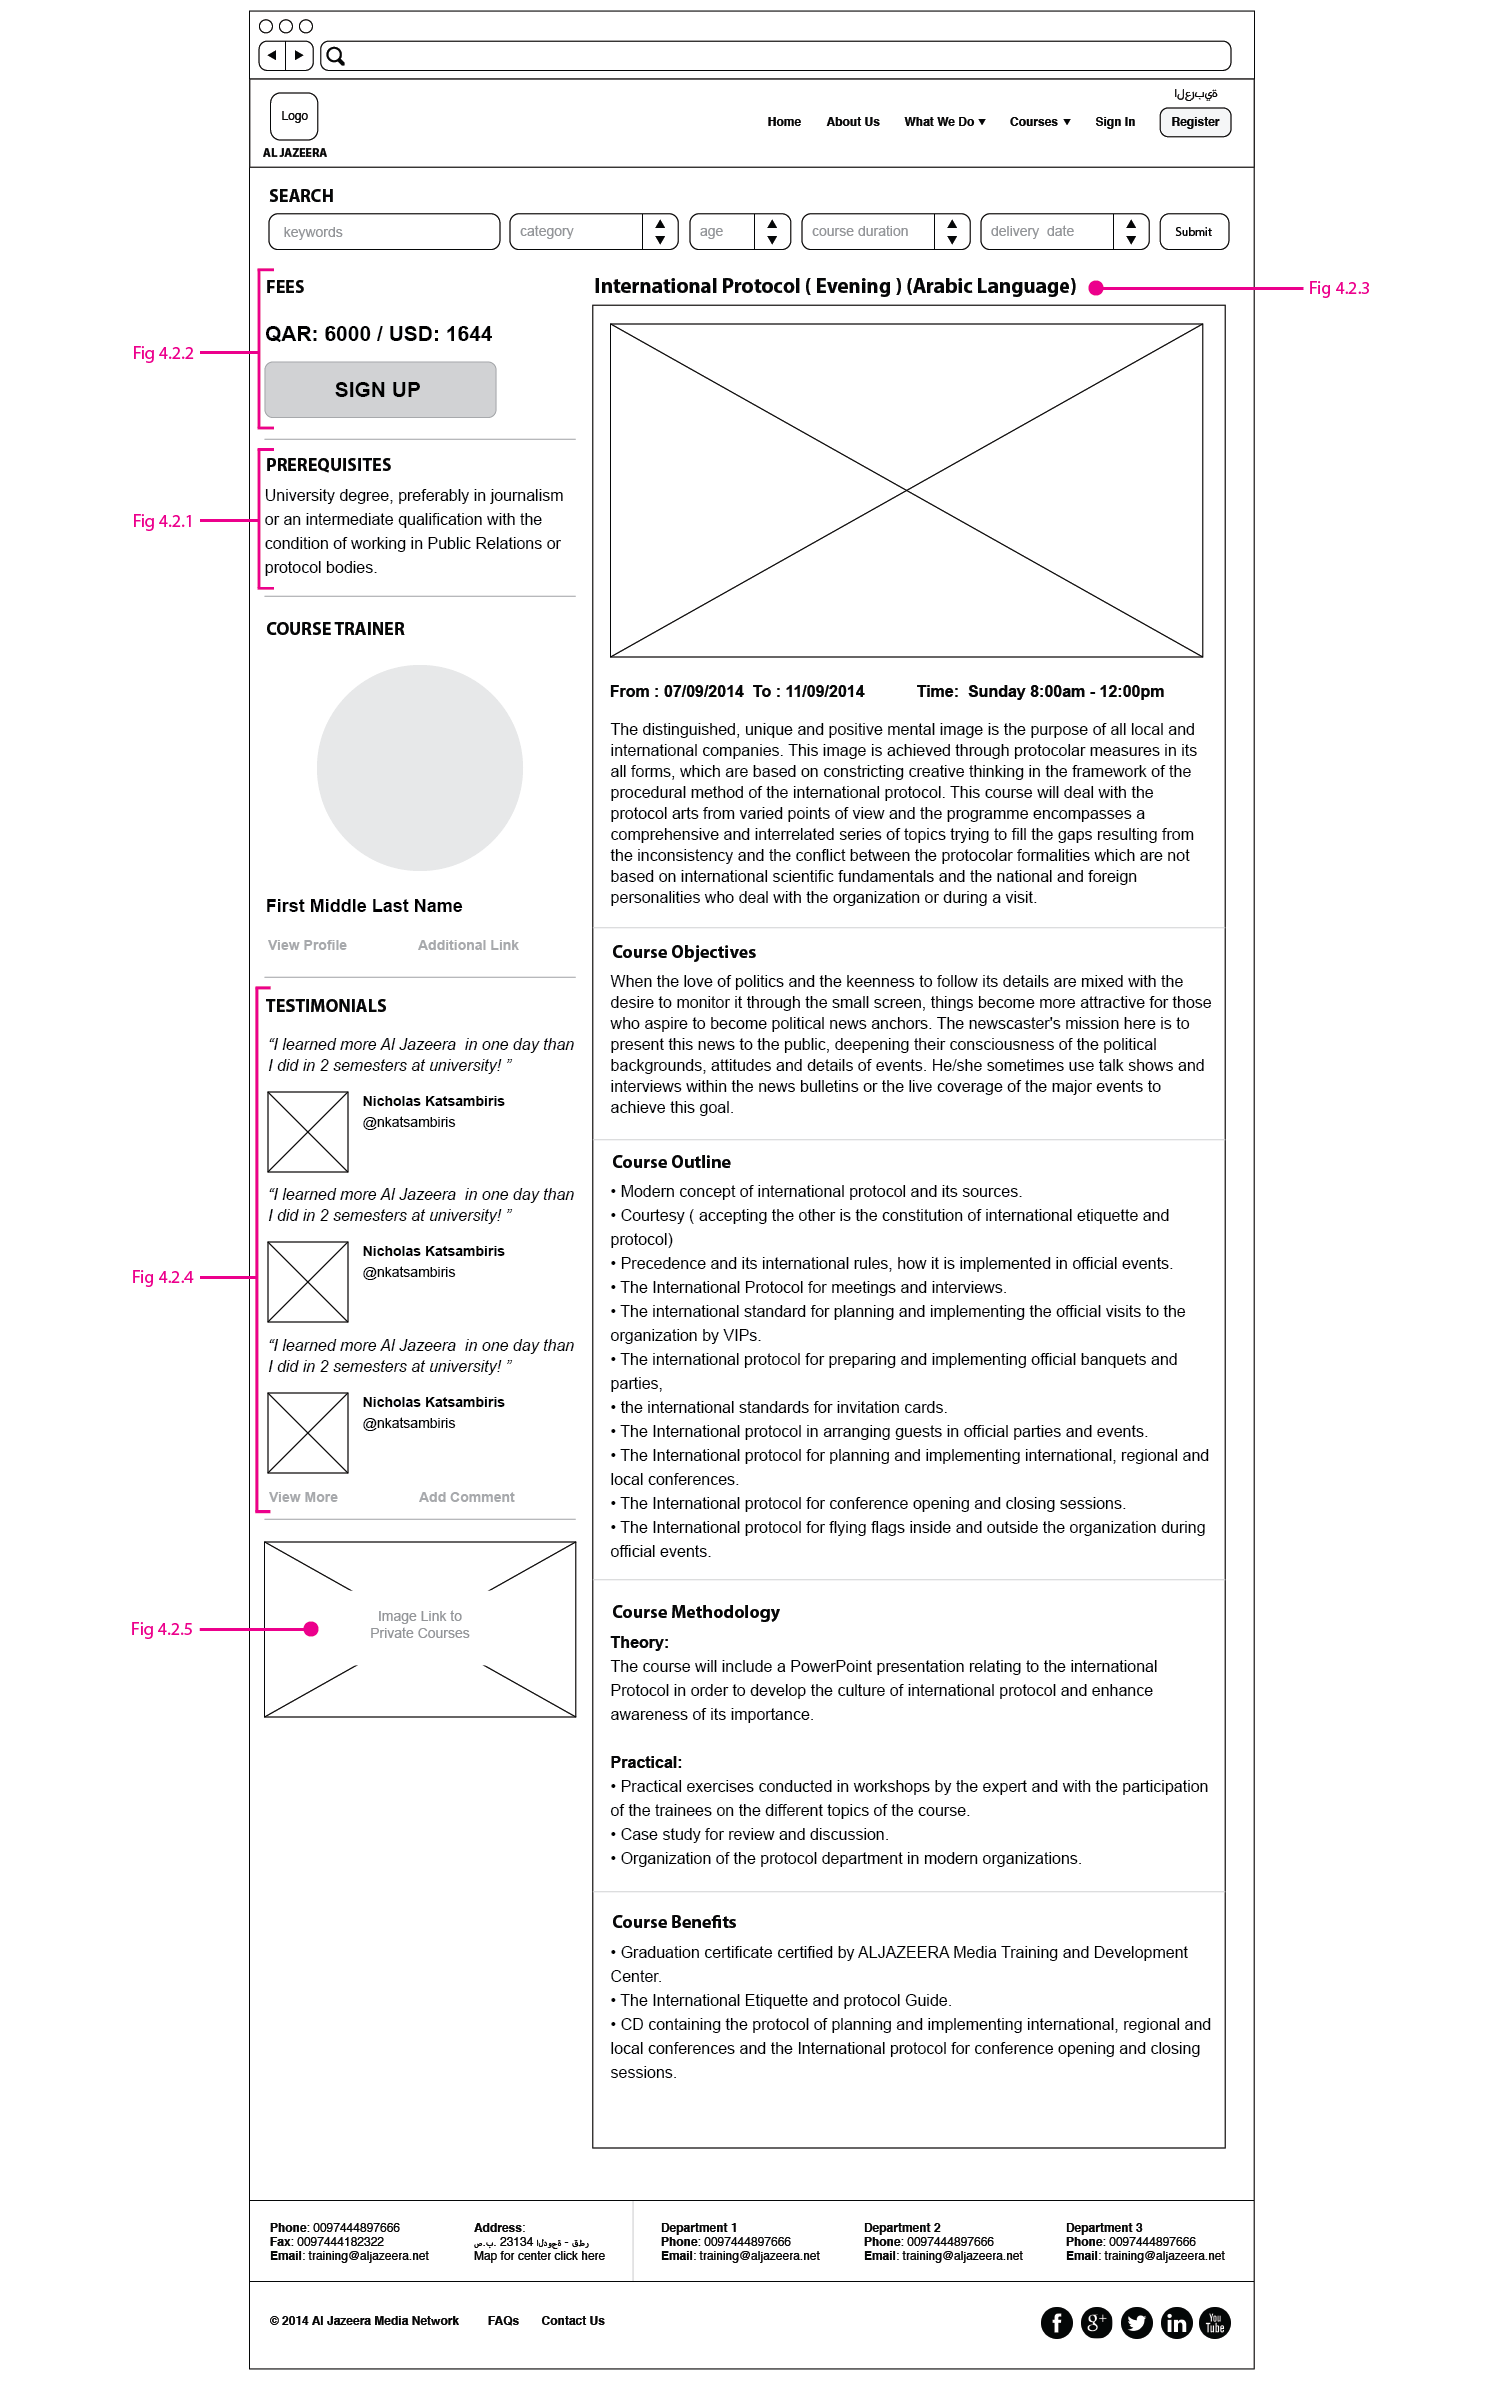 Logo
AL JAZEERA
ةيبرعلا
Home About Us What We Do Courses Sign In Register
SEARCH
keywords category age course duration delivery date Submit
Fig 4.2.2
FEES
QAR: 6000 / USD: 1644
SIGN UP
Fig 4.2.1
PREREQUISITES
University degree, preferably in journalism
or an intermediate qualification with the
condition of working in Public Relations or
protocol bodies.
COURSE TRAINER
First Middle Last Name
View Profile Additional Link
Fig 4.2.4
TESTIMONIALS
“I learned more Al Jazeera in one day than
I did in 2 semesters at university! ”
Nicholas Katsambiris
@nkatsambiris
“I learned more Al Jazeera in one day than
I did in 2 semesters at university! ”
Nicholas Katsambiris
@nkatsambiris
“I learned more Al Jazeera in one day than
I did in 2 semesters at university! ”
Nicholas Katsambiris
@nkatsambiris
View More Add Comment
Fig 4.2.5
Image Link to
Private Courses
International Protocol ( Evening ) (Arabic Language)
Fig 4.2.3
From : 07/09/2014 To : 11/09/2014 Time: Sunday 8:00am - 12:00pm
The distinguished, unique and positive mental image is the purpose of all local and
international companies. This image is achieved through protocolar measures in its
all forms, which are based on constricting creative thinking in the framework of the
procedural method of the international protocol. This course will deal with the
protocol arts from varied points of view and the programme encompasses a
comprehensive and interrelated series of topics trying to fill the gaps resulting from
the inconsistency and the conflict between the protocolar formalities which are not
based on international scientific fundamentals and the national and foreign
personalities who deal with the organization or during a visit.
Course Objectives
When the love of politics and the keenness to follow its details are mixed with the
desire to monitor it through the small screen, things become more attractive for those
who aspire to become political news anchors. The newscaster's mission here is to
present this news to the public, deepening their consciousness of the political
backgrounds, attitudes and details of events. He/she sometimes use talk shows and
interviews within the news bulletins or the live coverage of the major events to
achieve this goal.
Course Outline
• Modern concept of international protocol and its sources.
• Courtesy ( accepting the other is the constitution of international etiquette and
protocol)
• Precedence and its international rules, how it is implemented in official events.
• The International Protocol for meetings and interviews.
• The international standard for planning and implementing the official visits to the
organization by VIPs.
• The international protocol for preparing and implementing official banquets and
parties,
• the international standards for invitation cards.
• The International protocol in arranging guests in official parties and events.
• The International protocol for planning and implementing international, regional and
local conferences.
• The International protocol for conference opening and closing sessions.
• The International protocol for flying flags inside and outside the organization during
official events.
Course Methodology
Theory:
The course will include a PowerPoint presentation relating to the international
Protocol in order to develop the culture of international protocol and enhance
awareness of its importance.
Practical:
• Practical exercises conducted in workshops by the expert and with the participation
of the trainees on the different topics of the course.
• Case study for review and discussion.
• Organization of the protocol department in modern organizations.
Course Benefits
• Graduation certificate certified by ALJAZEERA Media Training and Development
Center.
• The International Etiquette and protocol Guide.
• CD containing the protocol of planning and implementing international, regional and
local conferences and the International protocol for conference opening and closing
sessions.
Phone: 0097444897666
Fax: 0097444182322
Email: training@aljazeera.net
Address:
ص.ب. 23134 ةحودلا - رطق
Map for center click here
Department 1
Phone: 0097444897666
Email: training@aljazeera.net
Department 2
Phone: 0097444897666
Email: training@aljazeera.net
Department 3
Phone: 0097444897666
Email: training@aljazeera.net
© 2014 Al Jazeera Media Network FAQs Contact Us
f g+ in You Tube